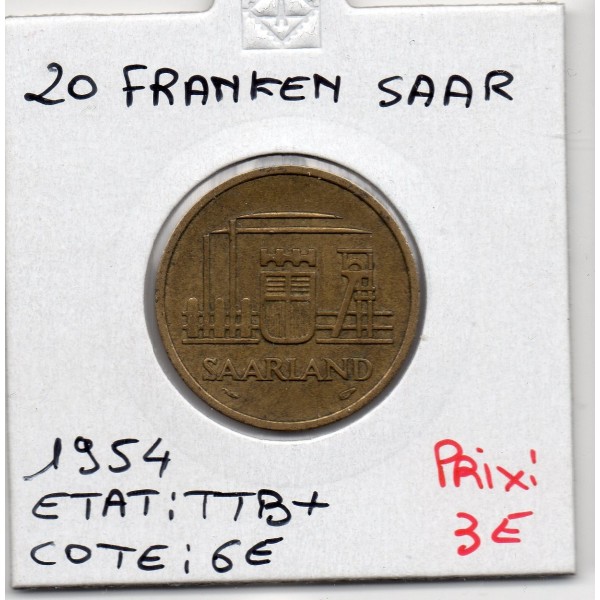 20 FRANKEN SAAR
SAARLAND
1954
ETAT: TTB+
COTE: 6E
PRIX:
3E